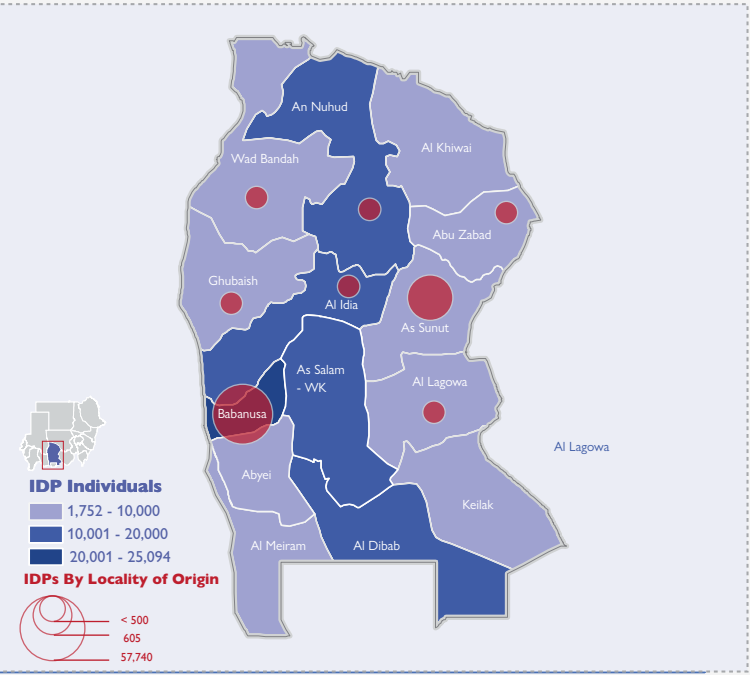 An Nuhud
Al Khiwai
Wad Bandah
Abu Zabad
Ghubaish
Al Idia
As Sunut
As Salam
- WK
Al Lagowa
Babanusa
Al Lagowa
Abyei
Keilak
Al Meiram
Al Dibab
IDP Individuals
1,752 - 10,000
10,001 - 20,000
20,001 - 25,094
IDPs By Locality of Origin
< 500
605
57,740